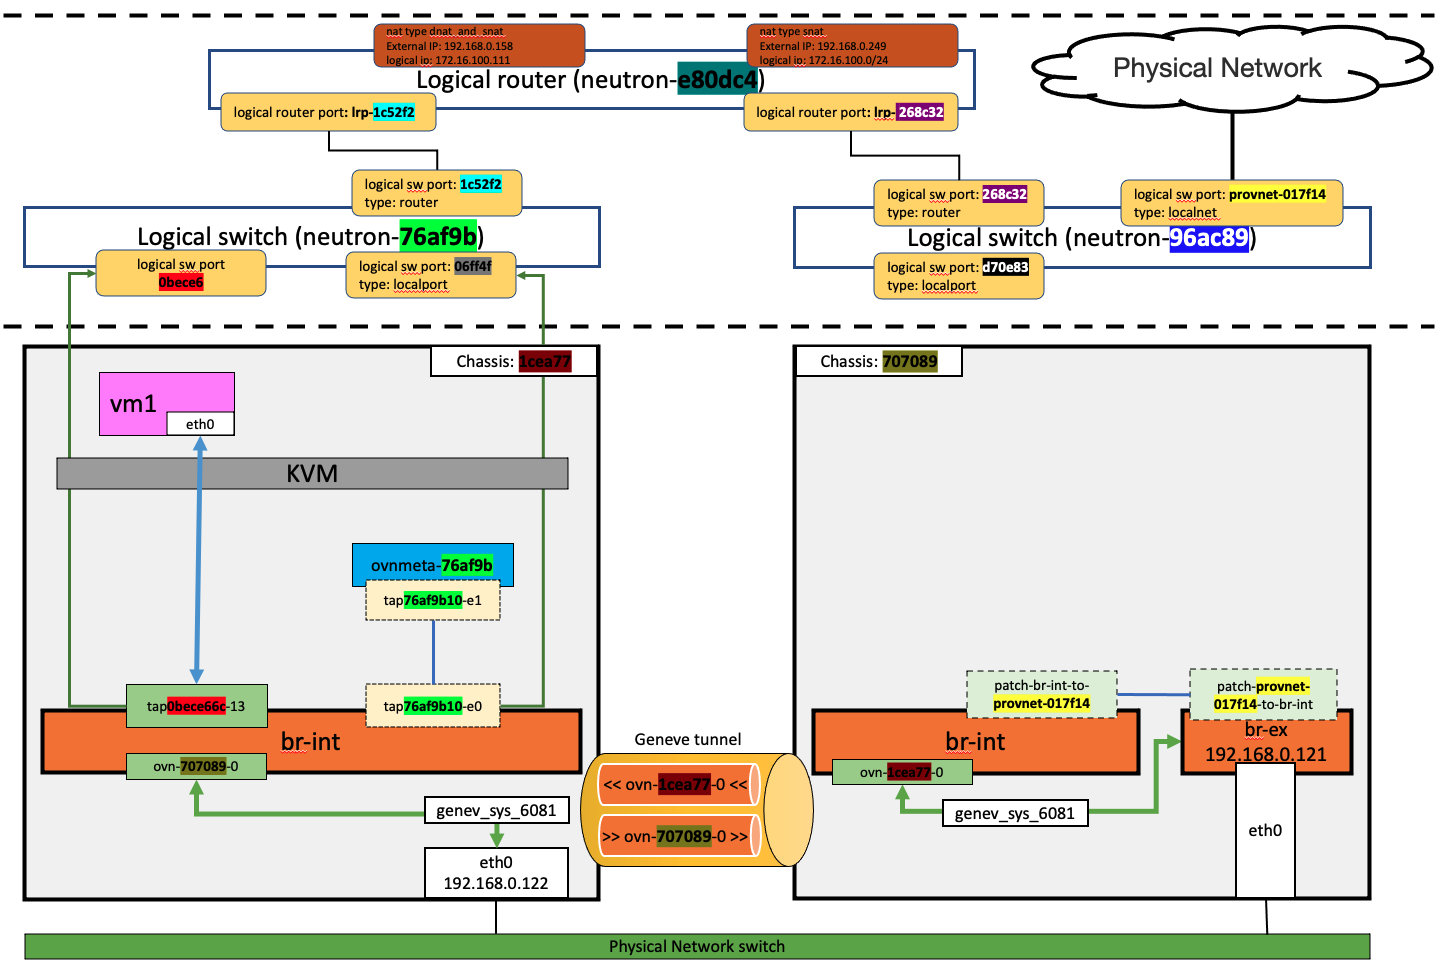 nat type dnat_and_snat
External IP: 192.168.0.158
logical ip: 172.16.100.111
nat type snat
External IP: 192.168.0.249
logical ip: 172.16.100.0/24
Logical router (neutron-e80dc4)
Physical Network
logical router port: lrp-1c52f2
logical router port: lrp-268c32
logical sw port: 1c52f2
type: router
logical sw port: 268c32
type: router
logical sw port: provnet-017f14
type: localnet
Logical switch (neutron-76af9b)
Logical switch (neutron-96ac89)
logical sw port
0bece6
logical sw port: 06ff4f
type: localport
logical sw port: d70e83
type: localport
Chassis: 1cea77
Chassis: 707089
vm1
eth0
KVM
ovnmeta-76af9b
tap76af9b10-e1
tap0bece66c-13
tap76af9b10-e0
br-int
ovn-707089-0
genev_sys_6081
eth0
192.168.0.122
Geneve tunnel
<< ovn-1cea77-0 <<
>> ovn-707089-0 >>
patch-br-int-to-
provnet-017f14
patch-provnet-
017f14-to-br-int
br-int
br-ex
192.168.0.121
ovn-1cea77-0
genev_sys_6081
eth0
Physical Network switch